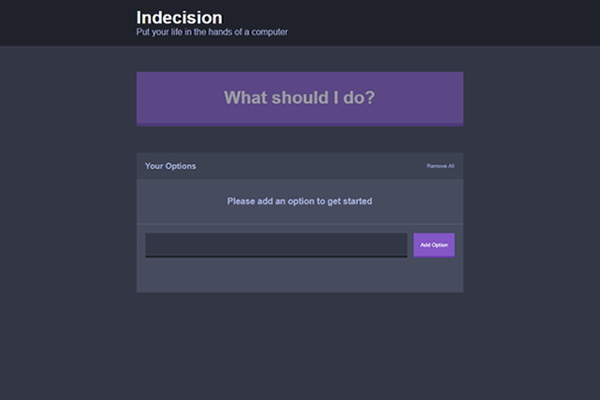 Indecision
Put your life in the hands of a computer
What should I do?
Your Options
Remove All
Please add an option to get started
Add Option